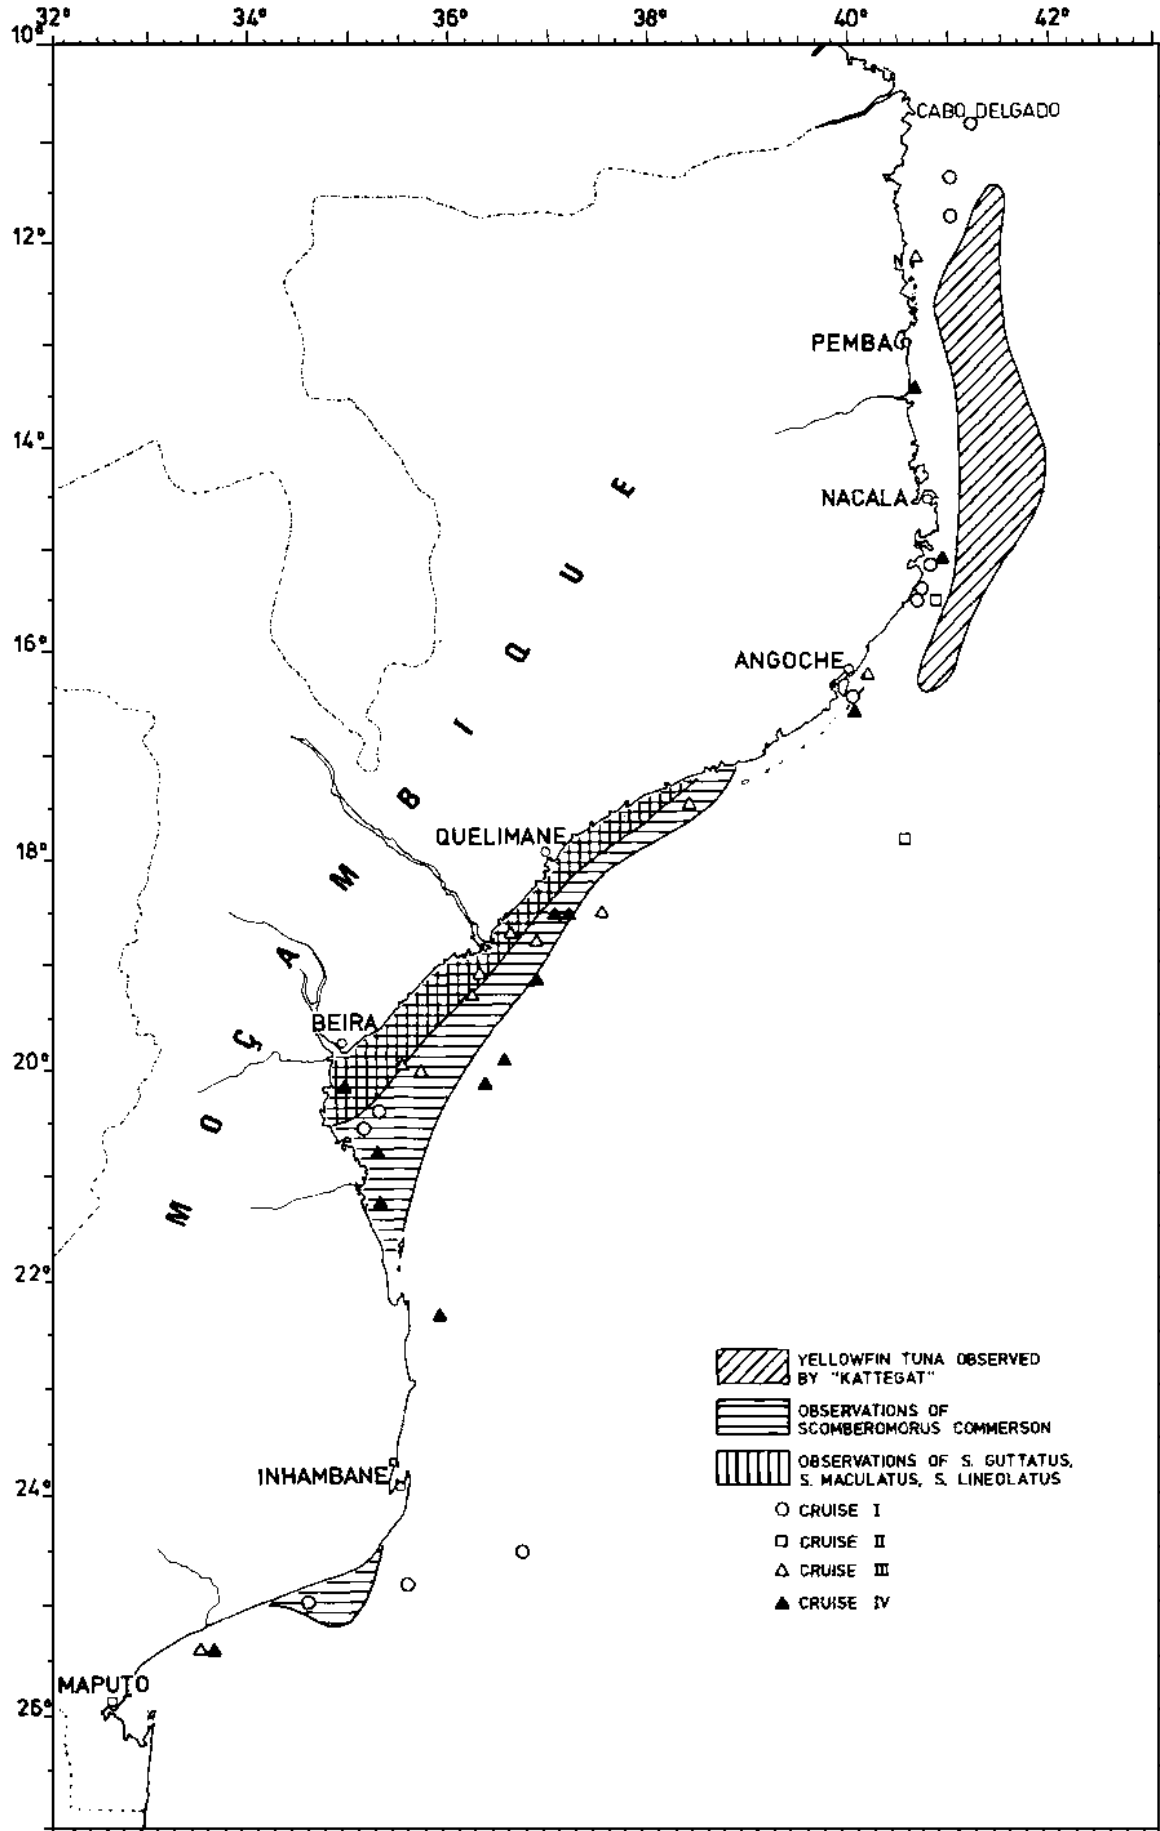 32° 34° 36° 38° 40° 42°
10°
CABO DELGADO
12°
PEMBA
14°
NACALA
16°
ANGOCHE
QUELIMANE
18°
BEIRA
20°
MOÇAMBIQUE
22°
YELLOWFIN TUNA OBSERVED
BY "KATTEGAT"
OBSERVATIONS OF
SCOMBEROMORUS COMMERSON
OBSERVATIONS OF S. GUTTATUS,
S. MACULATUS, S. LINEOLATUS
INHAMBANE
24°
CRUISE I
CRUISE II
CRUISE III
CRUISE IV
MAPUTO
26°